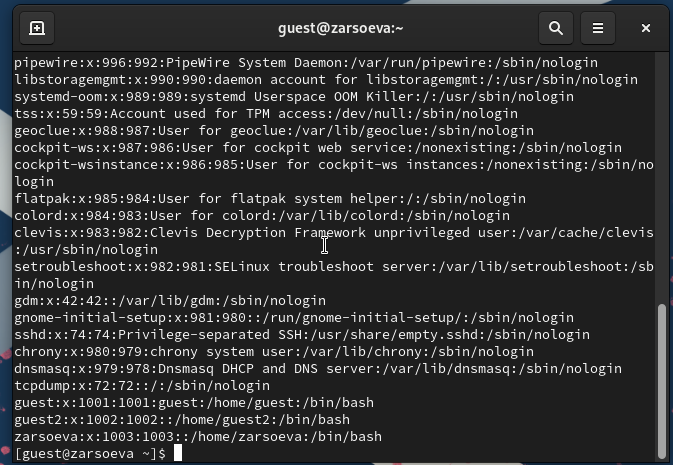 guest@zarsoeva:~
pipewire:x:996:992:PipeWire System Daemon:/var/run/pipewire:/sbin/nologin
libstoragemgmt:x:990:990:daemon account for libstoragemgmt:/:/usr/sbin/nologin
systemd-oom:x:989:989:systemd Userspace OOM Killer:/:/usr/sbin/nologin
tss:x:59:59:Account used for TPM access:/dev/null:/sbin/nologin
geoclue:x:988:987:User for geoclue:/var/lib/geoclue:/sbin/nologin
cockpit-ws:x:987:986:User for cockpit web service:/nonexisting:/sbin/nologin
cockpit-wsinstance:x:986:985:User for cockpit-ws instances:/nonexisting:/sbin/no
login
flatpak:x:985:984:User for flatpak system helper:/:/sbin/nologin
colord:x:984:983:User for colord:/var/lib/colord:/sbin/nologin
clevis:x:983:982:Clevis Decryption Framework unprivileged user:/var/cache/clevis
:/usr/sbin/nologin
setroubleshoot:x:982:981:SELinux troubleshoot server:/var/lib/setroubleshoot:/sb
in/nologin
gdm:x:42:42::/var/lib/gdm:/sbin/nologin
gnome-initial-setup:x:981:980::/run/gnome-initial-setup/:/sbin/nologin
sshd:x:74:74:Privilege-separated SSH:/usr/share/empty.sshd:/sbin/nologin
chrony:x:980:979:chrony system user:/var/lib/chrony:/sbin/nologin
dnsmasq:x:979:978:Dnsmasq DHCP and DNS server:/var/lib/dnsmasq:/sbin/nologin
tcpdump:x:72:72::/:/sbin/nologin
guest:x:1001:1001:guest:/home/guest:/bin/bash
guest2:x:1002:1002::/home/guest2:/bin/bash
zarsoeva:x:1003:1003::/home/zarsoeva:/bin/bash
[guest@zarsoeva ~]$